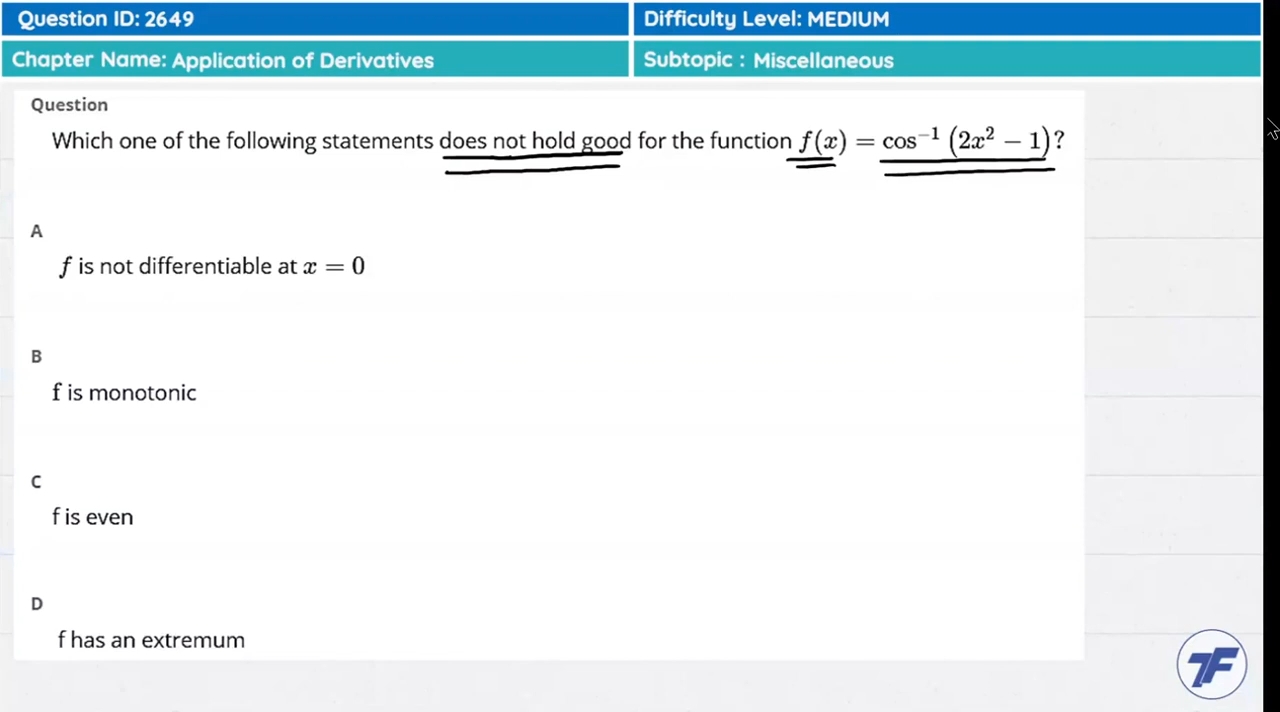 Question ID: 2649
Difficulty Level: MEDIUM
Chapter Name: Application of Derivatives
Subtopic : Miscellaneous
Question
Which one of the following statements does not hold good for the function f(x) = cos⁻¹ (2x² − 1)?
A
f is not differentiable at x = 0
B
f is monotonic
C
f is even
D
f has an extremum
TF